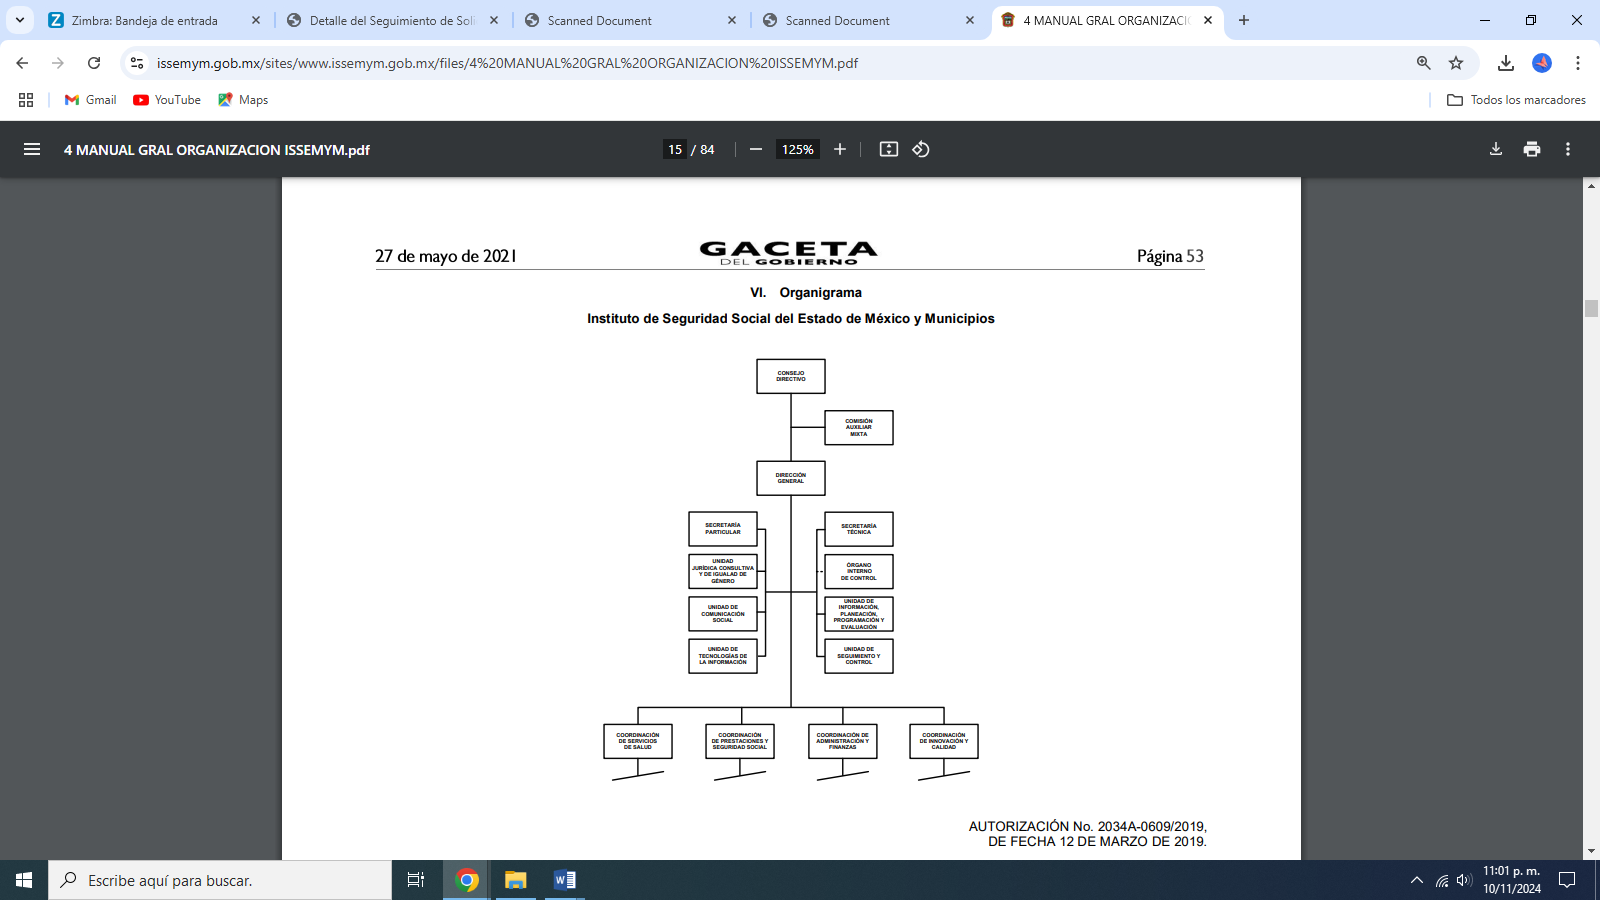 Zimbra: Bandeja de entrada
Detalle del Seguimiento de Soli
Scanned Document
Scanned Document
4 MANUAL GRAL ORGANIZACIO
issemym.gob.mx/sites/www.issemym.gob.mx/files/4%20MANUAL%20GRAL%20ORGANIZACION%20ISSEMYM.pdf
Gmail
YouTube
Maps
Todos los marcadores
4 MANUAL GRAL ORGANIZACION ISSEMYM.pdf
15 / 84
125%
27 de mayo de 2021
GACETA
DEL GOBIERNO
Página 53
VI. Organigrama
Instituto de Seguridad Social del Estado de México y Municipios
CONSEJO
DIRECTIVO
COMISIÓN
AUXILIAR
MIXTA
DIRECCIÓN
GENERAL
SECRETARÍA
PARTICULAR
SECRETARÍA
TÉCNICA
UNIDAD
JURÍDICA CONSULTIVA
Y DE IGUALAD DE
GÉNERO
ÓRGANO
INTERNO
DE CONTROL
UNIDAD DE
COMUNICACIÓN
SOCIAL
UNIDAD DE
INFORMACIÓN,
PLANEACIÓN,
PROGRAMACIÓN Y
EVALUACIÓN
UNIDAD DE
TECNOLOGÍAS DE
LA INFORMACIÓN
UNIDAD DE
SEGUIMIENTO Y
CONTROL
COORDINACIÓN
DE SERVICIOS
DE SALUD
COORDINACIÓN
DE PRESTACIONES Y
SEGURIDAD SOCIAL
COORDINACIÓN DE
ADMINISTRACIÓN Y
FINANZAS
COORDINACIÓN
DE INNOVACIÓN Y
CALIDAD
AUTORIZACIÓN No. 2034A-0609/2019,
DE FECHA 12 DE MARZO DE 2019.
Escribe aquí para buscar.
11:01 p. m.
10/11/2024